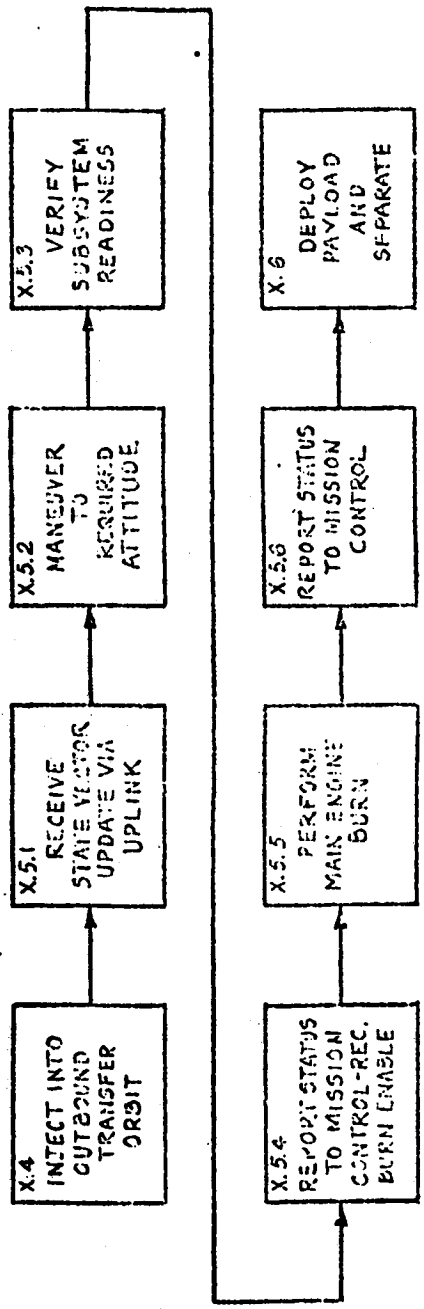 X.4
INJECT INTO
OUTBOUND
TRANSFER
ORBIT
X.5.1
RECEIVE
STATE VECTOR
UPDATE VIA
UPLINK
X.5.2
MANEUVER
TO
REQUIRED
ATTITUDE
X.5.3
VERIFY
SUBSYSTEM
READINESS
X.5.4
REPORT STATUS
TO MISSION
CONTROL-REC.
BURN ENABLE
X.5.5
PERFORM
MAIN ENGINE
BURN
X.5.6
REPORT STATUS
TO MISSION
CONTROL
X.6
DEPLOY
PAYLOAD
AND
SEPARATE